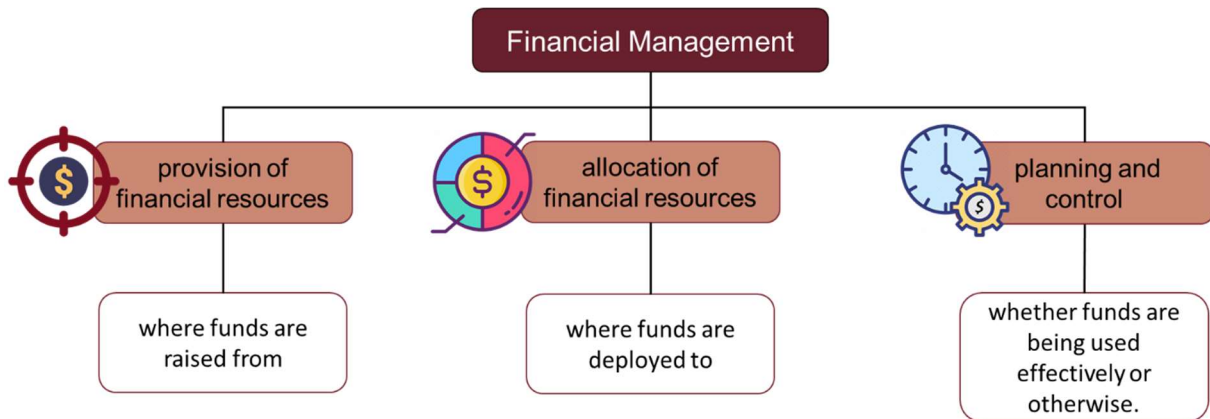 Financial Management
provision of
financial resources
allocation of
financial resources
planning and
control
where funds are
raised from
where funds are
deployed to
whether funds are
being used
effectively or
otherwise.
$
$
$